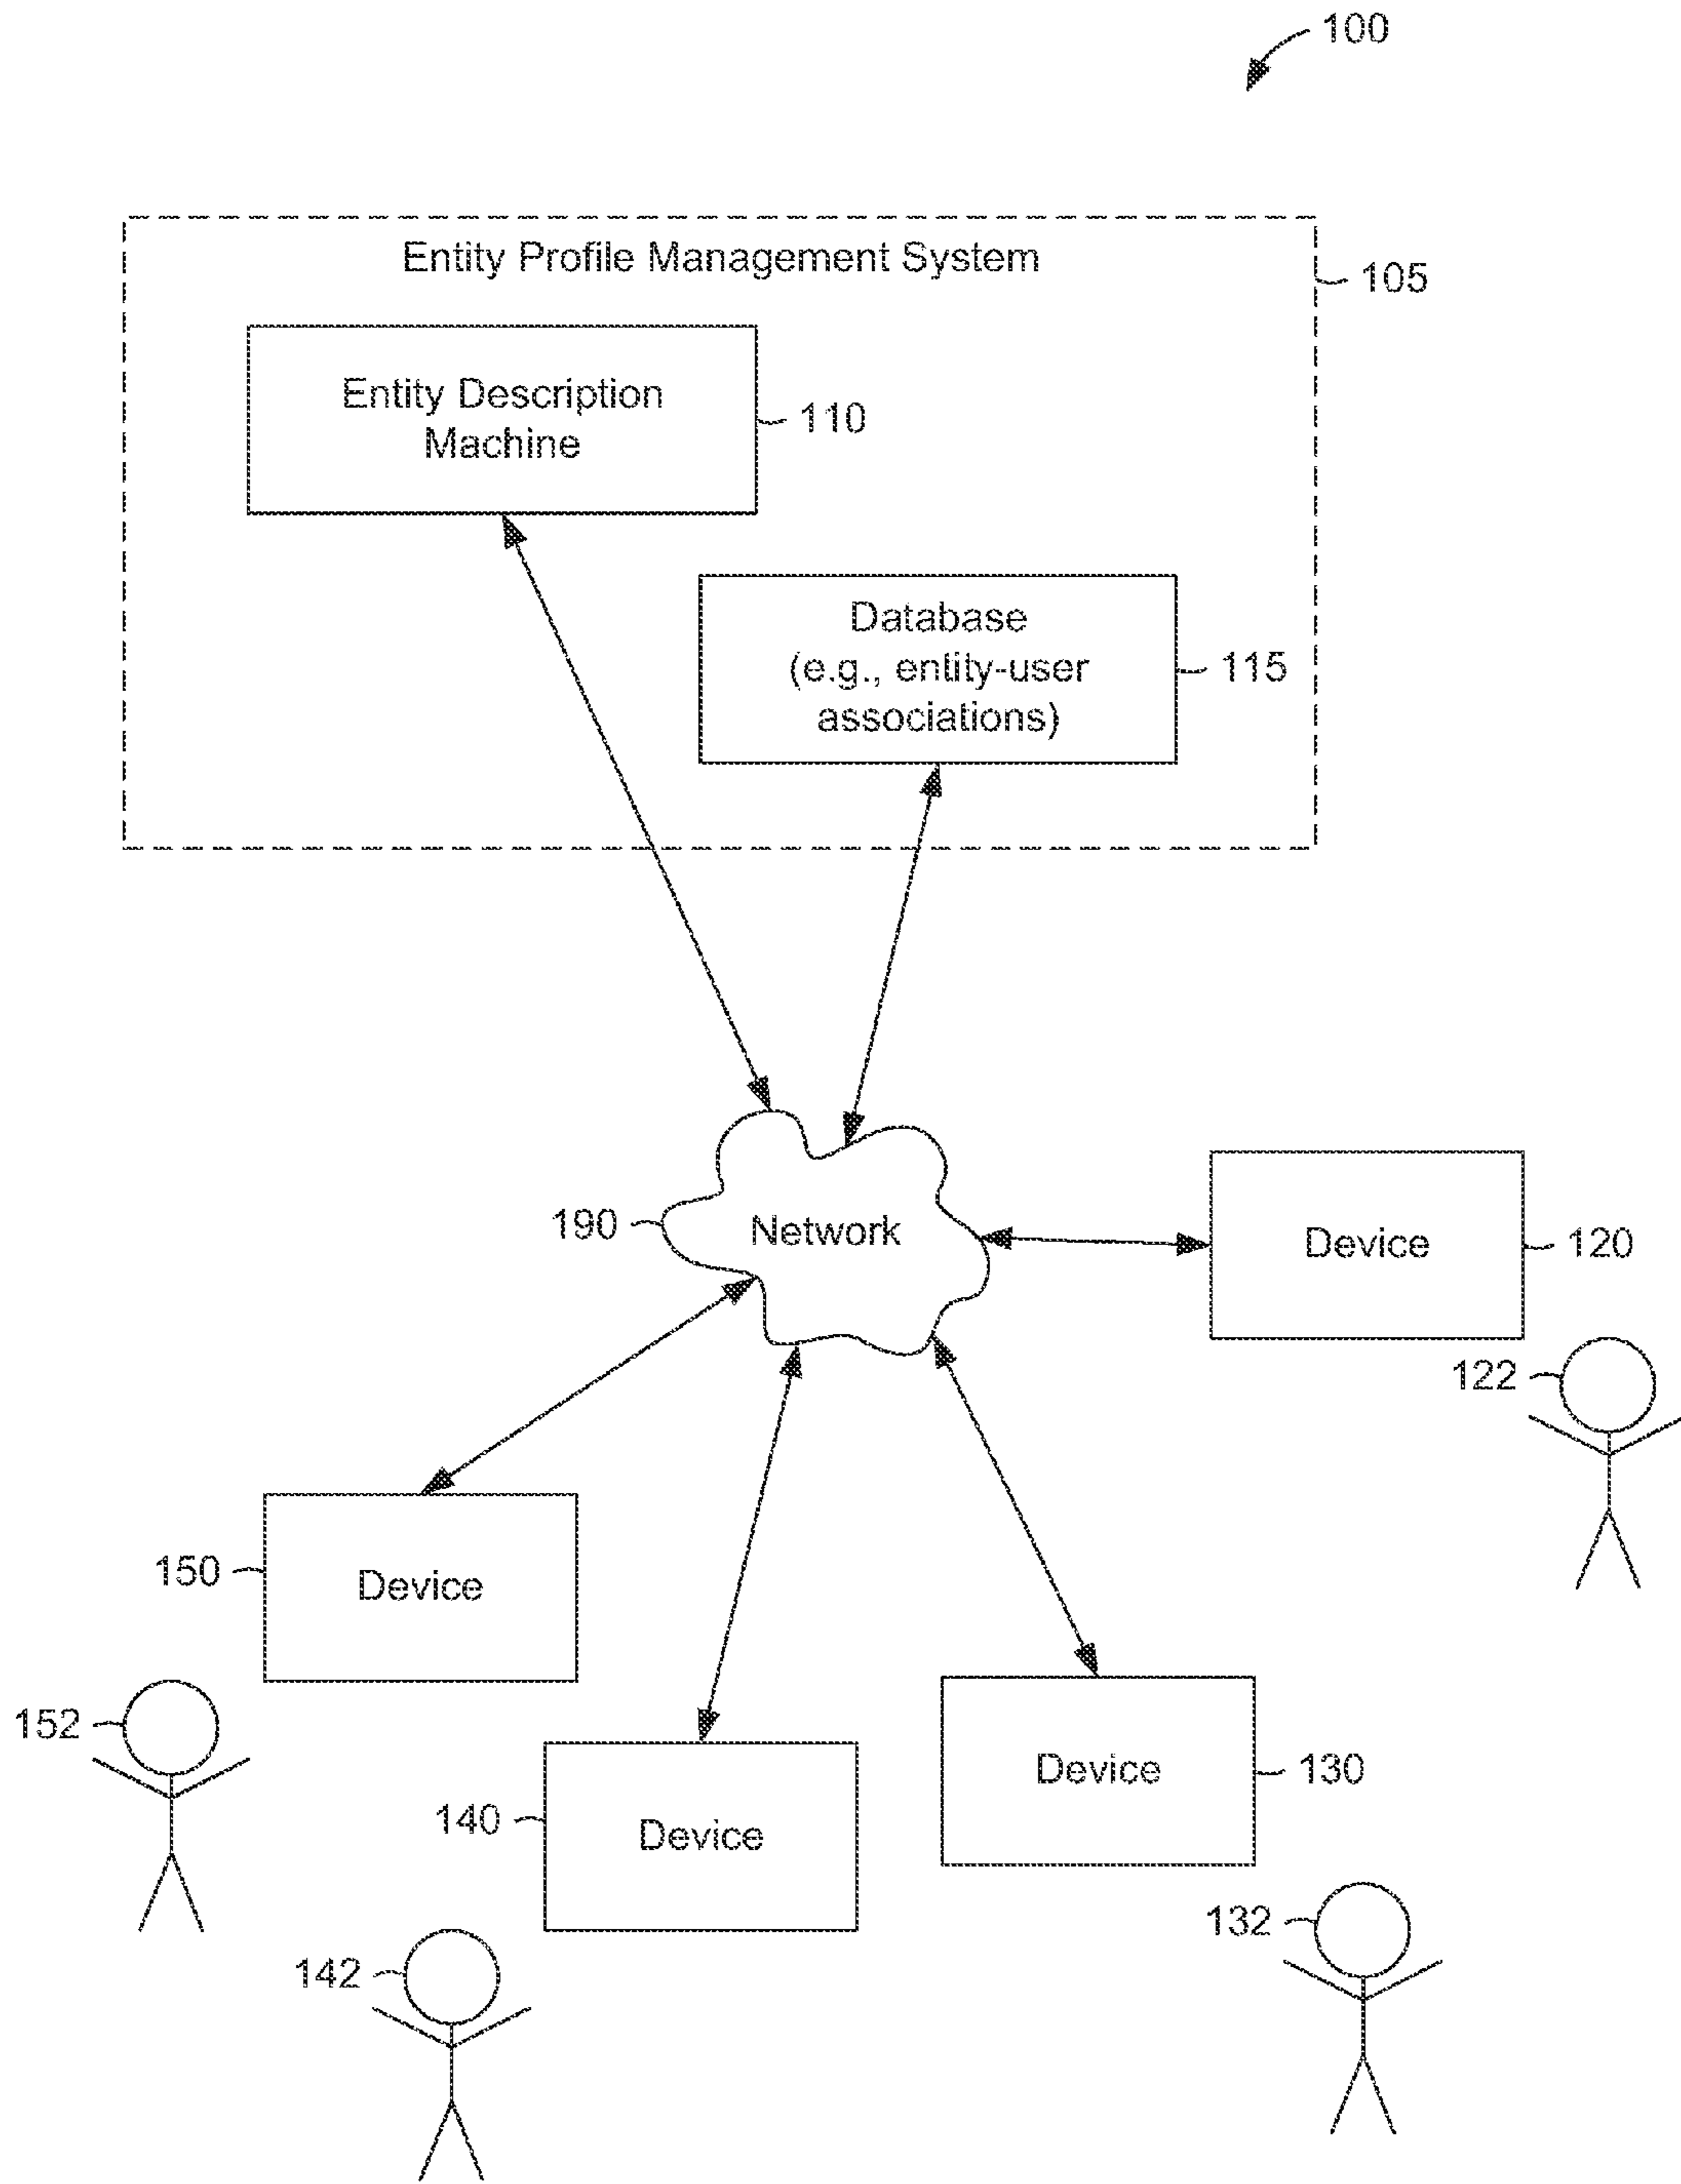 100
Entity Profile Management System
105
Entity Description
Machine
110
Database
(e.g., entity-user
associations)
115
190
Network
Device
120
122
150
Device
152
140
Device
Device
130
142
132